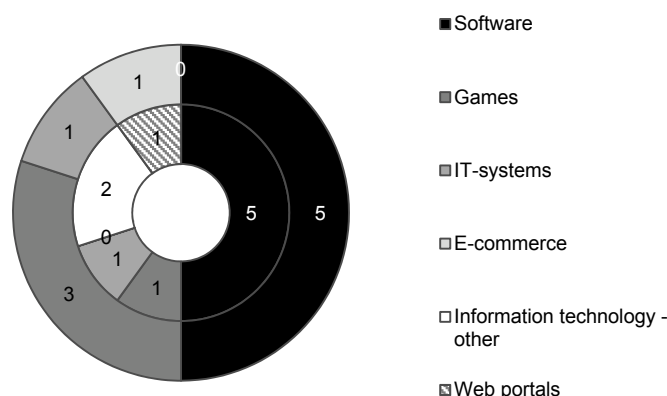 Software
Games
IT-systems
E-commerce
Information technology -
other
Web portals
1
0
1
1
2
5
5
0
1
3
1